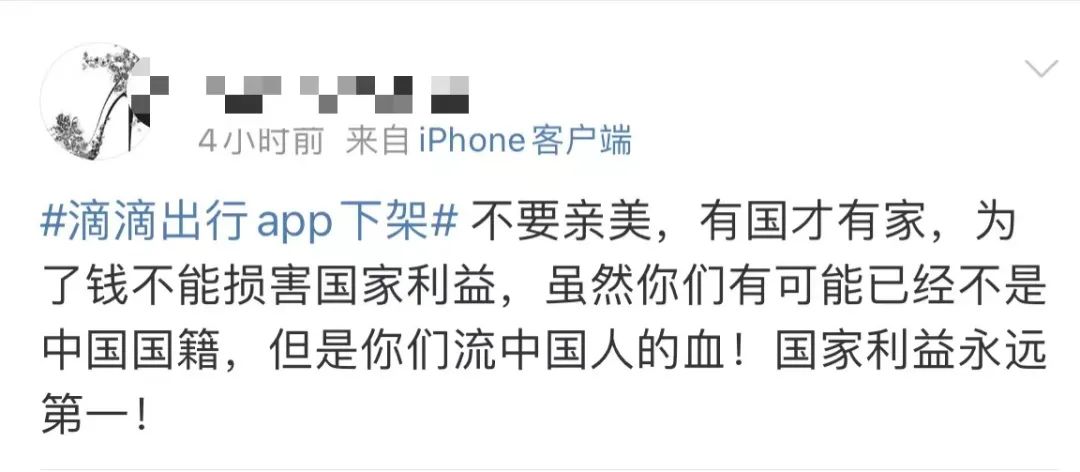 4小时前 来自 iPhone客户端
#滴滴出行app下架# 不要亲美，有国才有家，为
了钱不能损害国家利益，虽然你们有可能已经不是
中国国籍，但是你们流中国人的血！国家利益永远
第一！